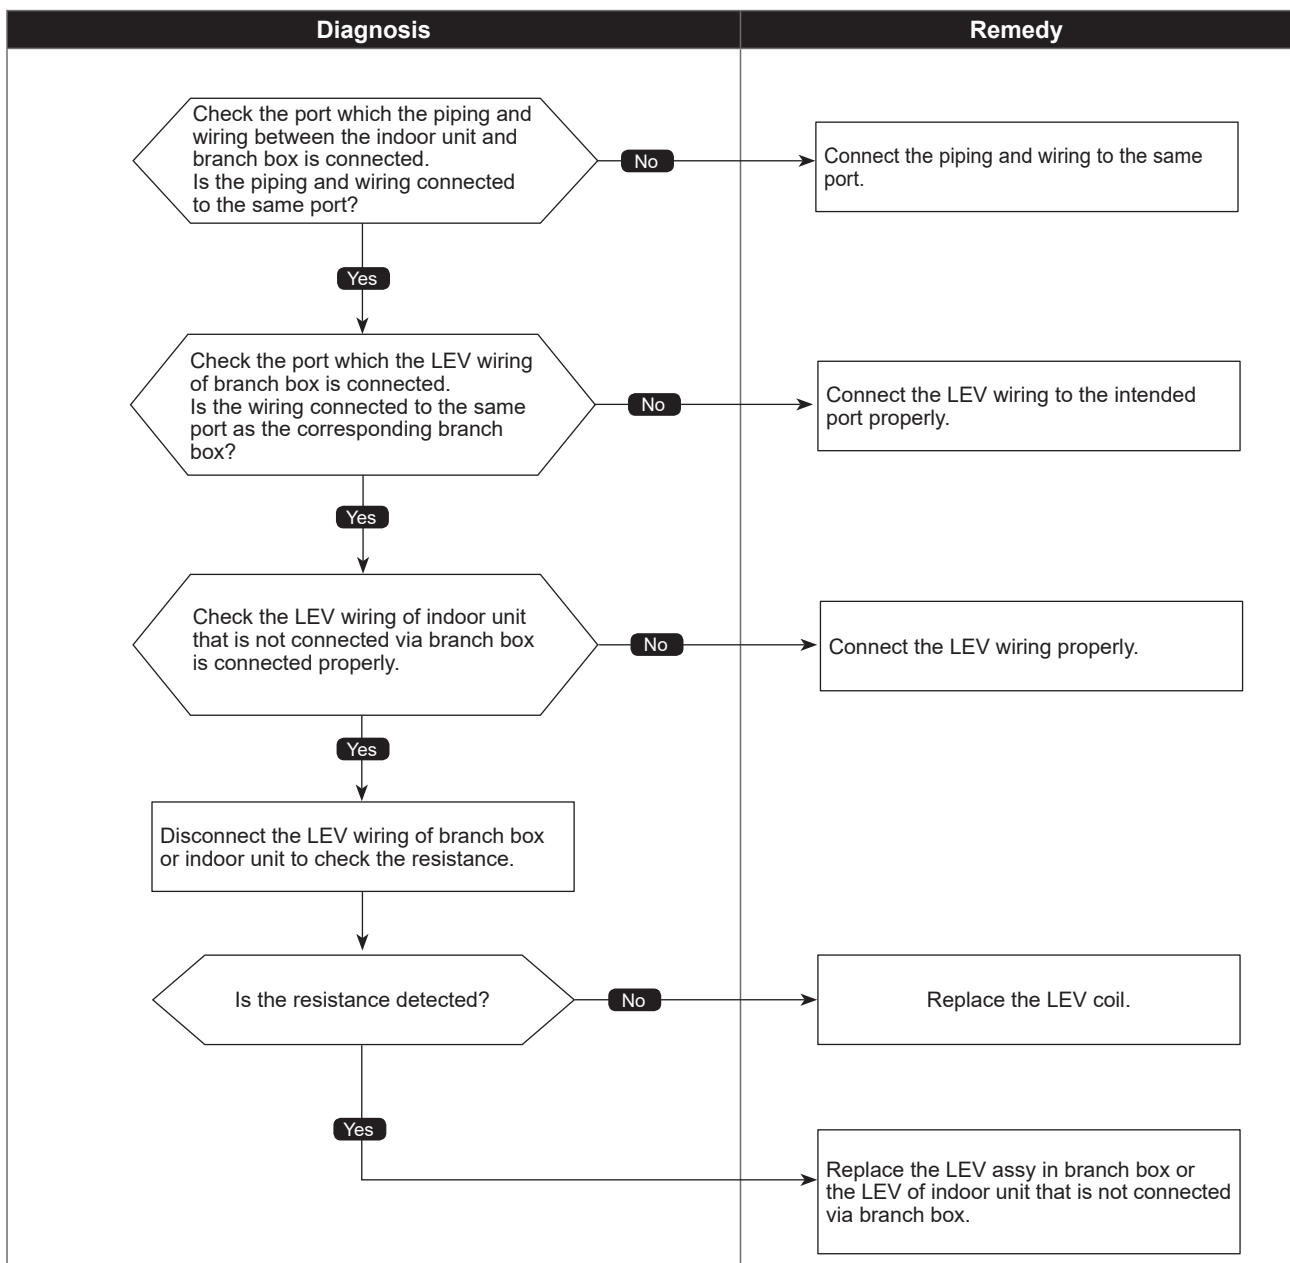 Diagnosis
Remedy
Check the port which the piping and
wiring between the indoor unit and
branch box is connected.
Is the piping and wiring connected
to the same port?
No
Connect the piping and wiring to the same
port.
Yes
Check the port which the LEV wiring
of branch box is connected.
Is the wiring connected to the same
port as the corresponding branch
box?
No
Connect the LEV wiring to the intended
port properly.
Yes
Check the LEV wiring of indoor unit
that is not connected via branch box
is connected properly.
No
Connect the LEV wiring properly.
Yes
Disconnect the LEV wiring of branch box
or indoor unit to check the resistance.
Is the resistance detected?
No
Replace the LEV coil.
Yes
Replace the LEV assy in branch box or
the LEV of indoor unit that is not connected
via branch box.